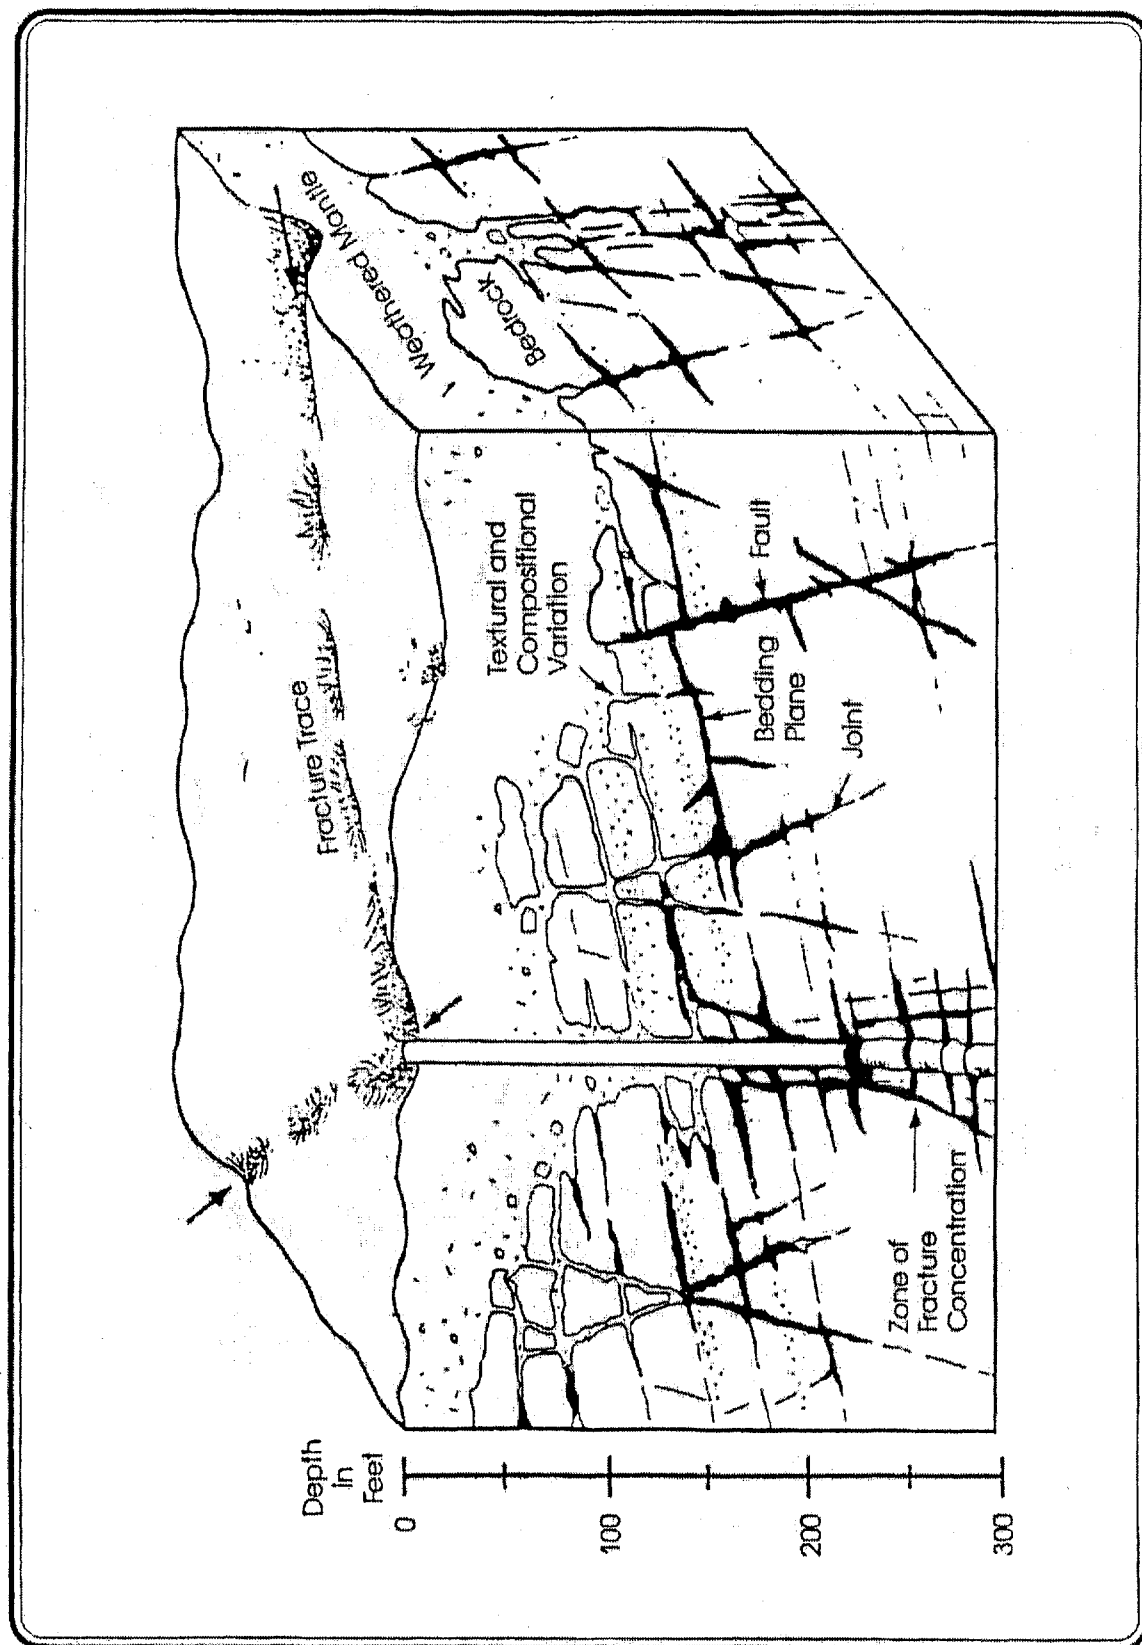 Depth
in
Feet
0
100
200
300
Fracture Trace
Weathered Mantle
Bedrock
Textural and
Compositional
Variation
Fault
Bedding
Plane
Joint
Zone of
Fracture
Concentration